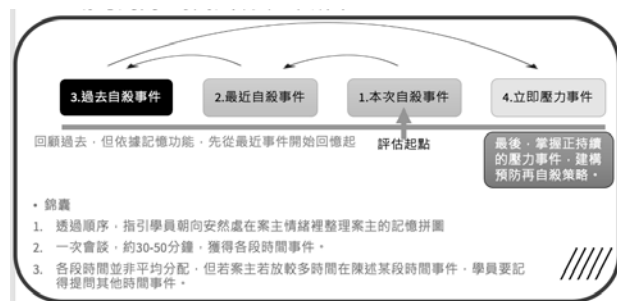 3.過去自殺事件
2.最近自殺事件
1.本次自殺事件
4.立即壓力事件
回顧過去，但依據記憶功能，先從最近事件開始回憶起
評估起點
最後，掌握正持續
的壓力事件，建構
預防再自殺策略。
• 錦囊
1. 透過順序，指引學員朝向安然處在案主情緒裡整理案主的記憶拼圖
2. 一次會談，約30-50分鐘，獲得各段時間事件。
3. 各段時間並非平均分配，但若案主若放較多時間在陳述某段時間事件，學員要記
得提問其他時間事件。